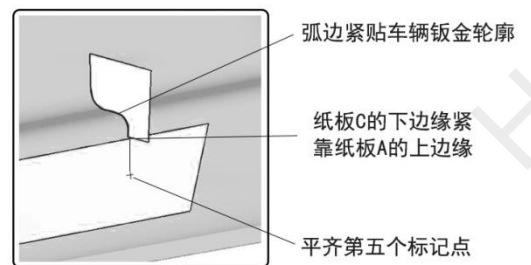 弧边紧贴车辆钣金轮廓
纸板C的下边缘紧
靠纸板A的上边缘
平齐第五个标记点